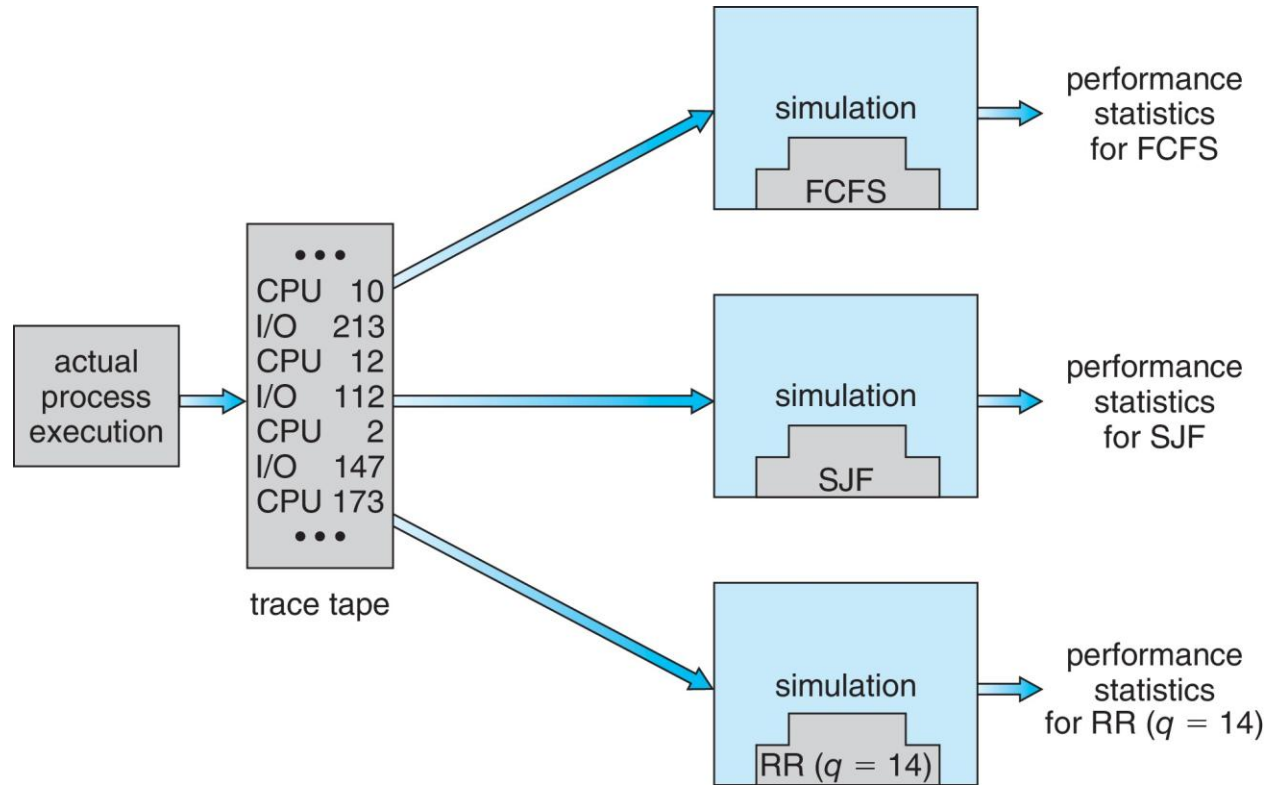 actual
process
execution
• • •
CPU 10
I/O 213
CPU 12
I/O 112
CPU 2
I/O 147
CPU 173
• • •
trace tape
simulation
FCFS
performance
statistics
for FCFS
simulation
SJF
performance
statistics
for SJF
simulation
RR (q = 14)
performance
statistics
for RR (q = 14)